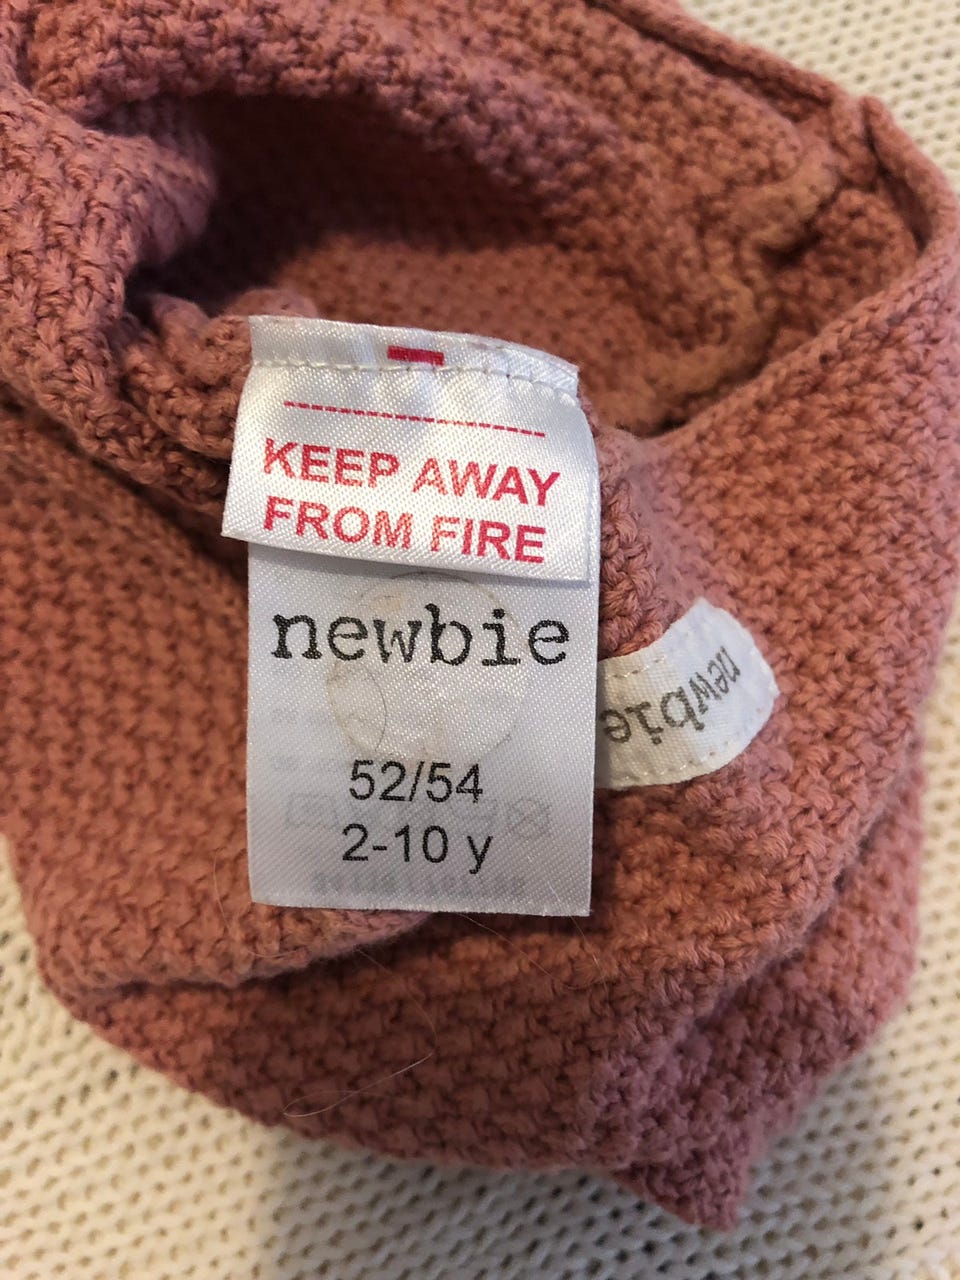 KEEP AWAY
FROM FIRE
newbie
52/54
2-10 y
newbie